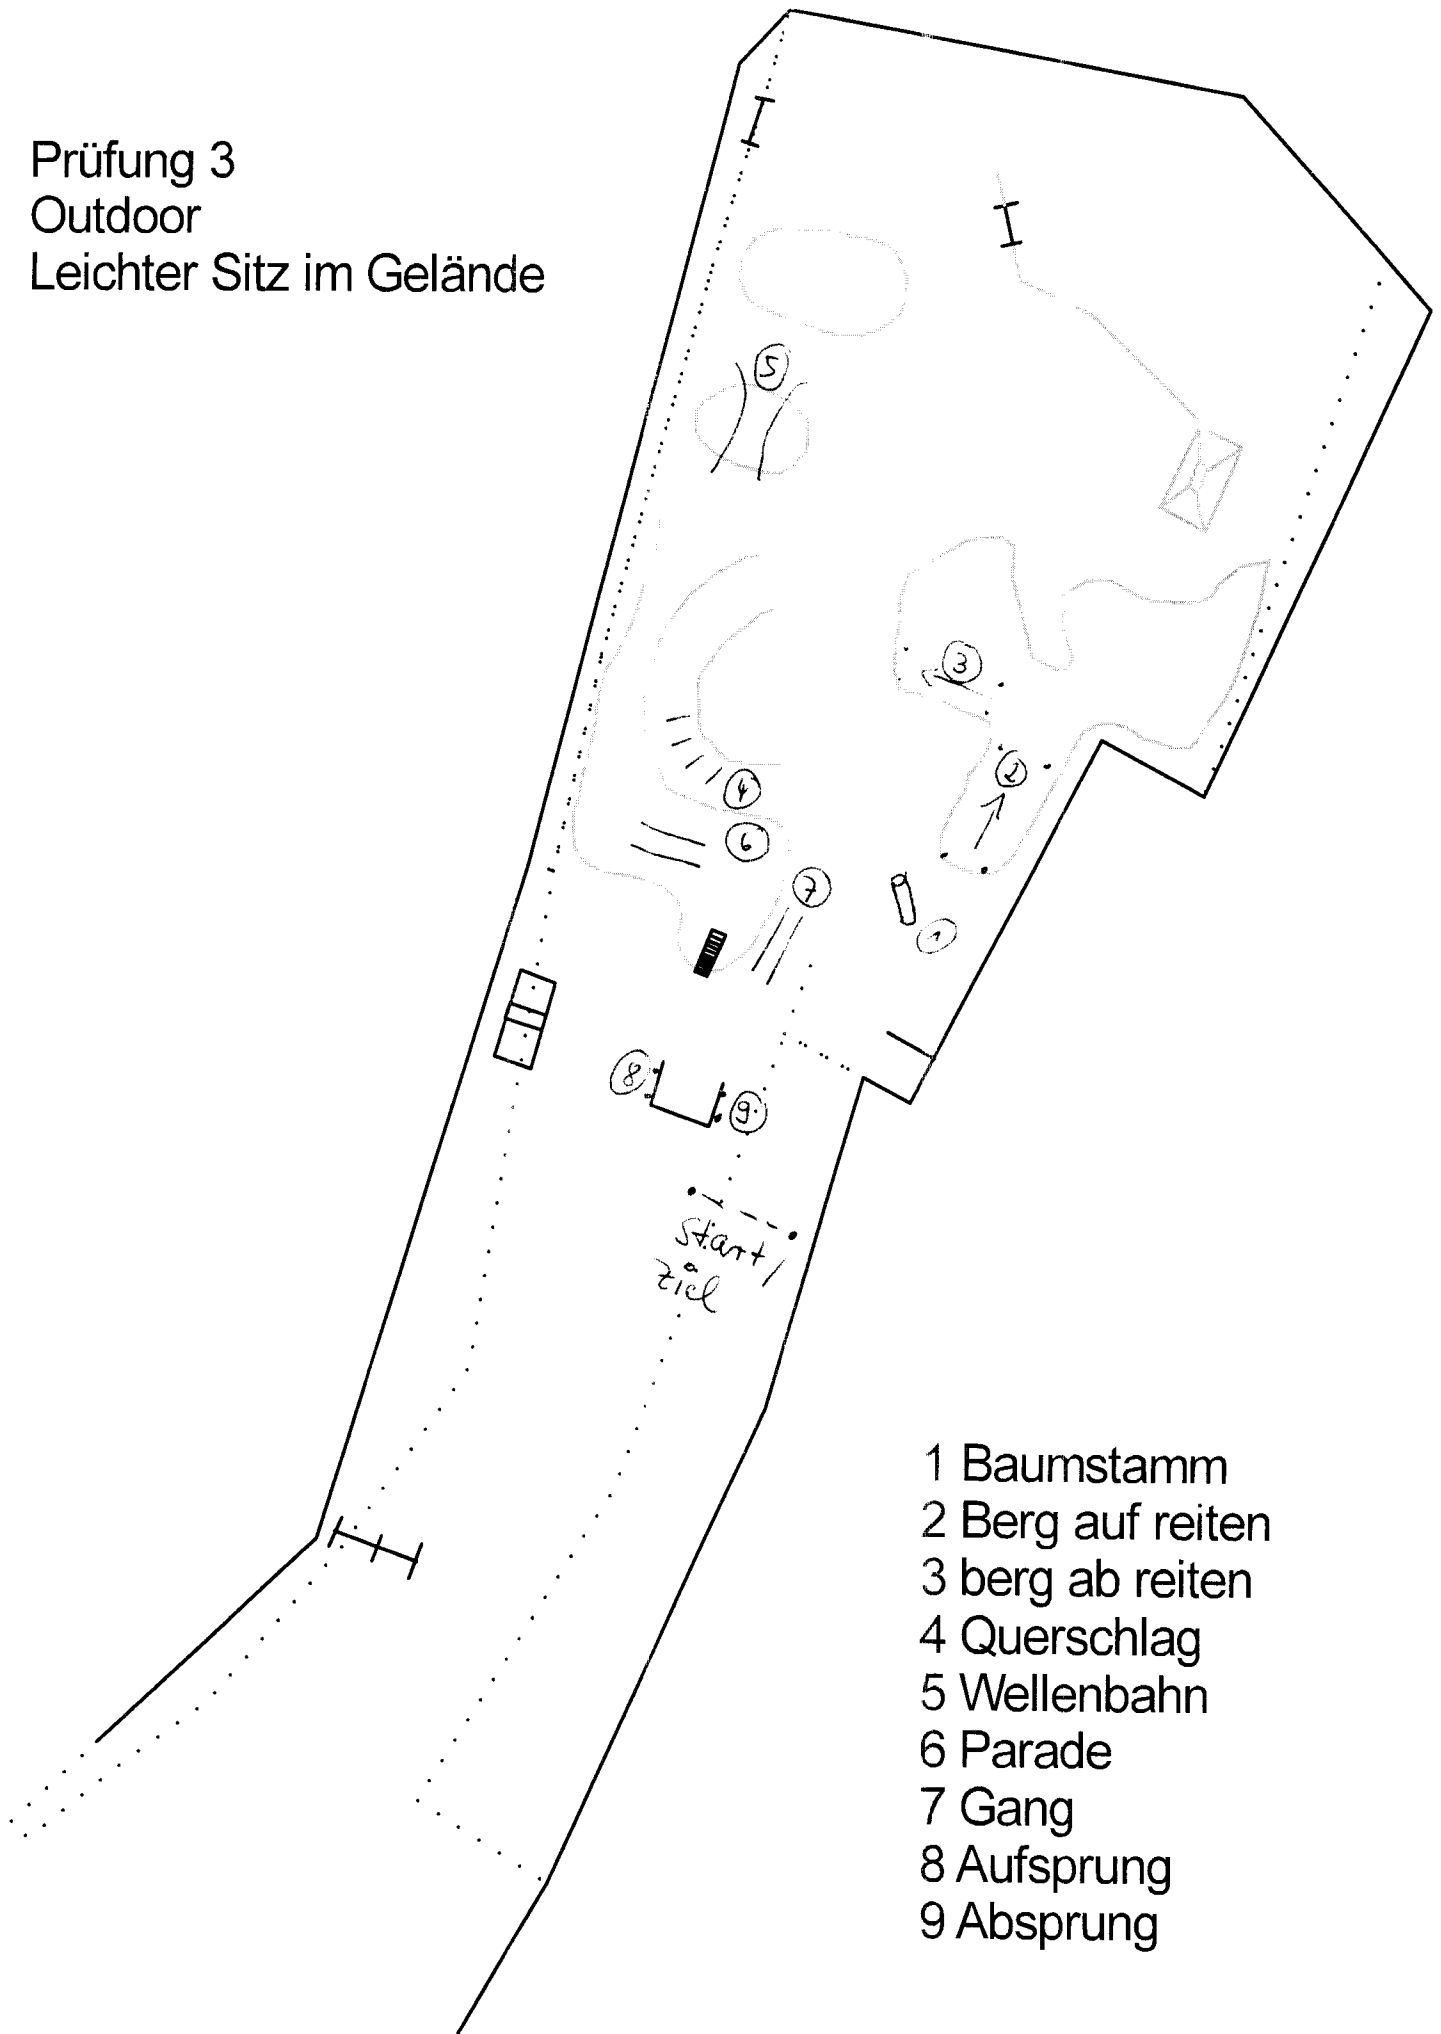 Prüfung 3
Outdoor
Leichter Sitz im Gelände
5
3
2
4
6
7
1
8
9
Start/
Ziel
1 Baumstamm
2 Berg auf reiten
3 berg ab reiten
4 Querschlag
5 Wellenbahn
6 Parade
7 Gang
8 Aufsprung
9 Absprung